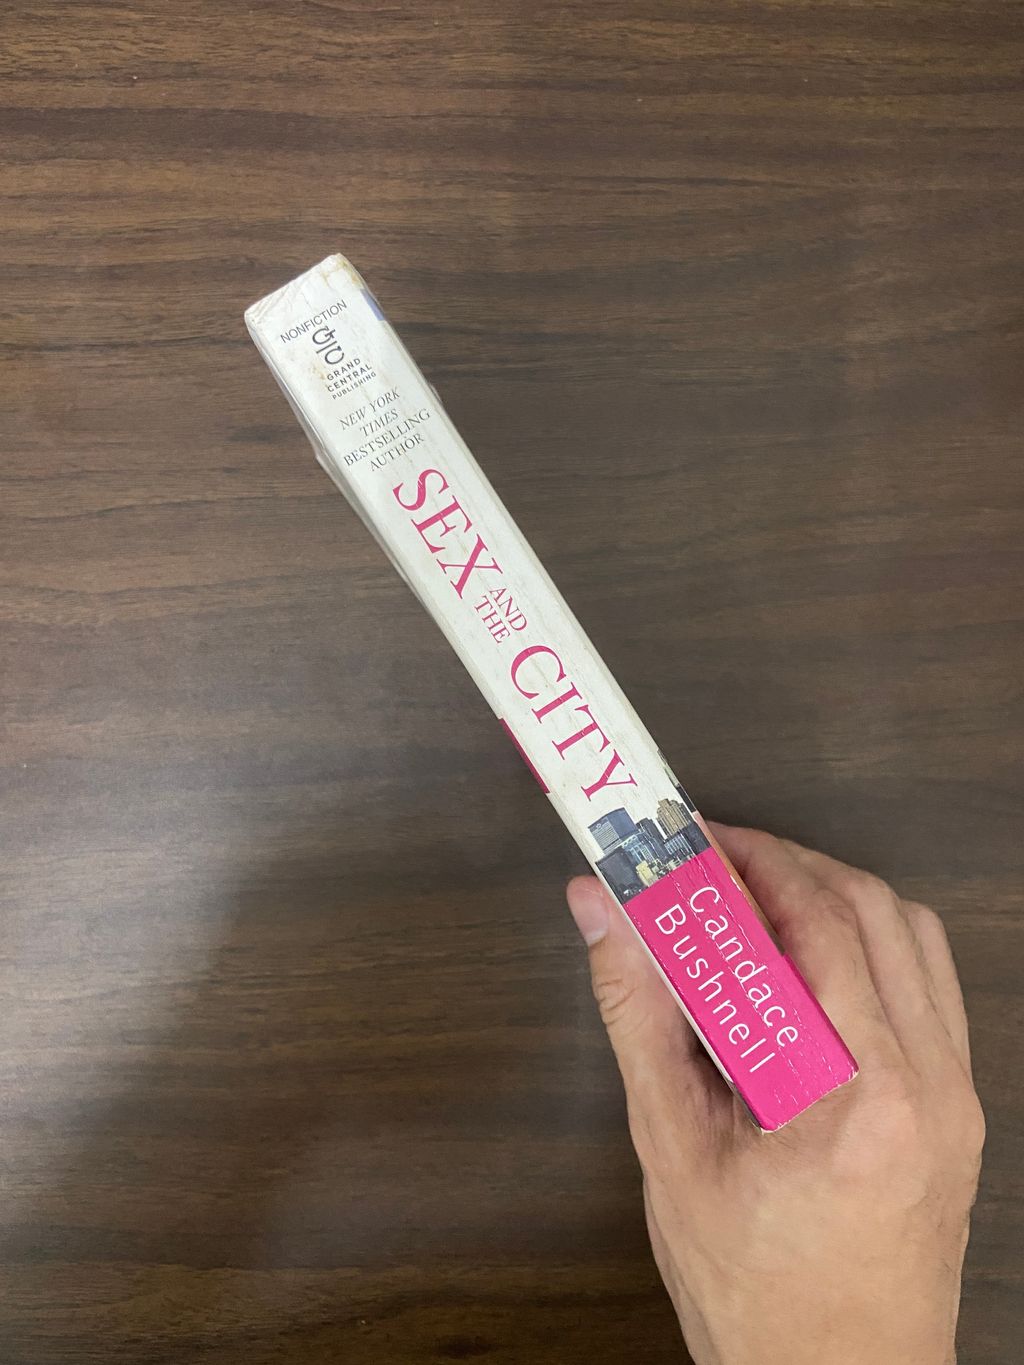 NONFICTION
GRAND
CENTRAL
PUBLISHING
NEW YORK
TIMES
BESTSELLING
AUTHOR
SEX
AND
THE
CITY
Candace
Bushnell